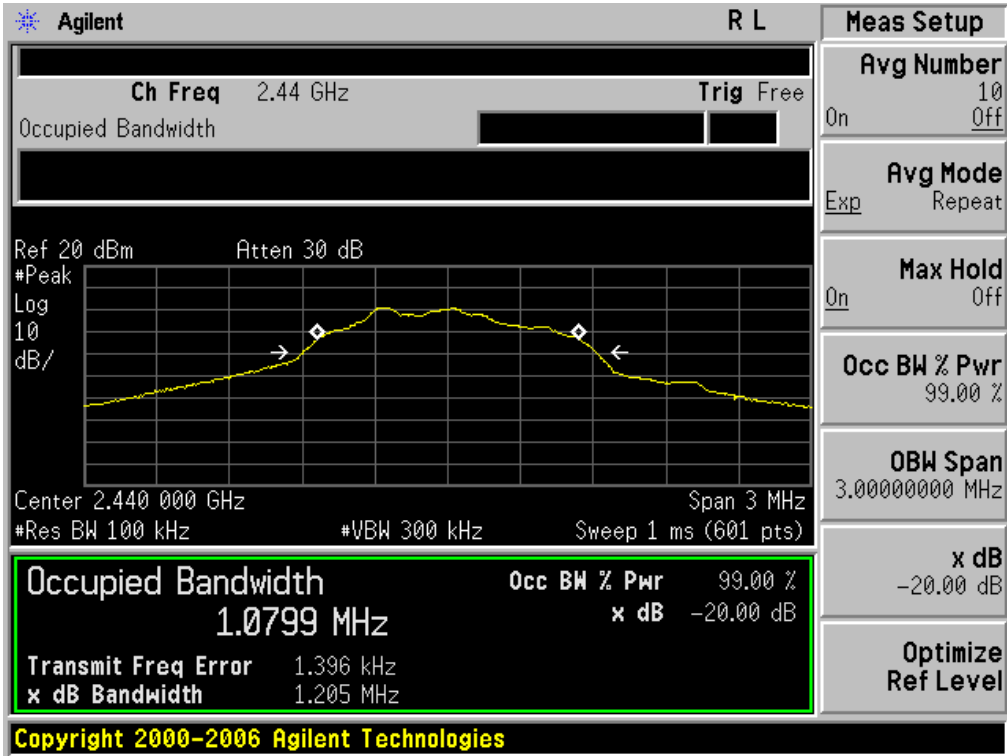 Agilent R L
Ch Freq 2.44 GHz Trig Free
Occupied Bandwidth
Ref 20 dBm Atten 30 dB
#Peak
Log
10
dB/
Center 2.440 000 GHz Span 3 MHz
#Res BW 100 kHz #VBW 300 kHz Sweep 1 ms (601 pts)
Occupied Bandwidth
1.0799 MHz
Occ BW % Pwr 99.00 %
x dB -20.00 dB
Transmit Freq Error 1.396 kHz
x dB Bandwidth 1.205 MHz
Copyright 2000-2006 Agilent Technologies
Meas Setup
Avg Number
10
On Off
Avg Mode
Exp Repeat
Max Hold
On Off
Occ BW % Pwr
99.00 %
OBW Span
3.00000000 MHz
x dB
-20.00 dB
Optimize
Ref Level